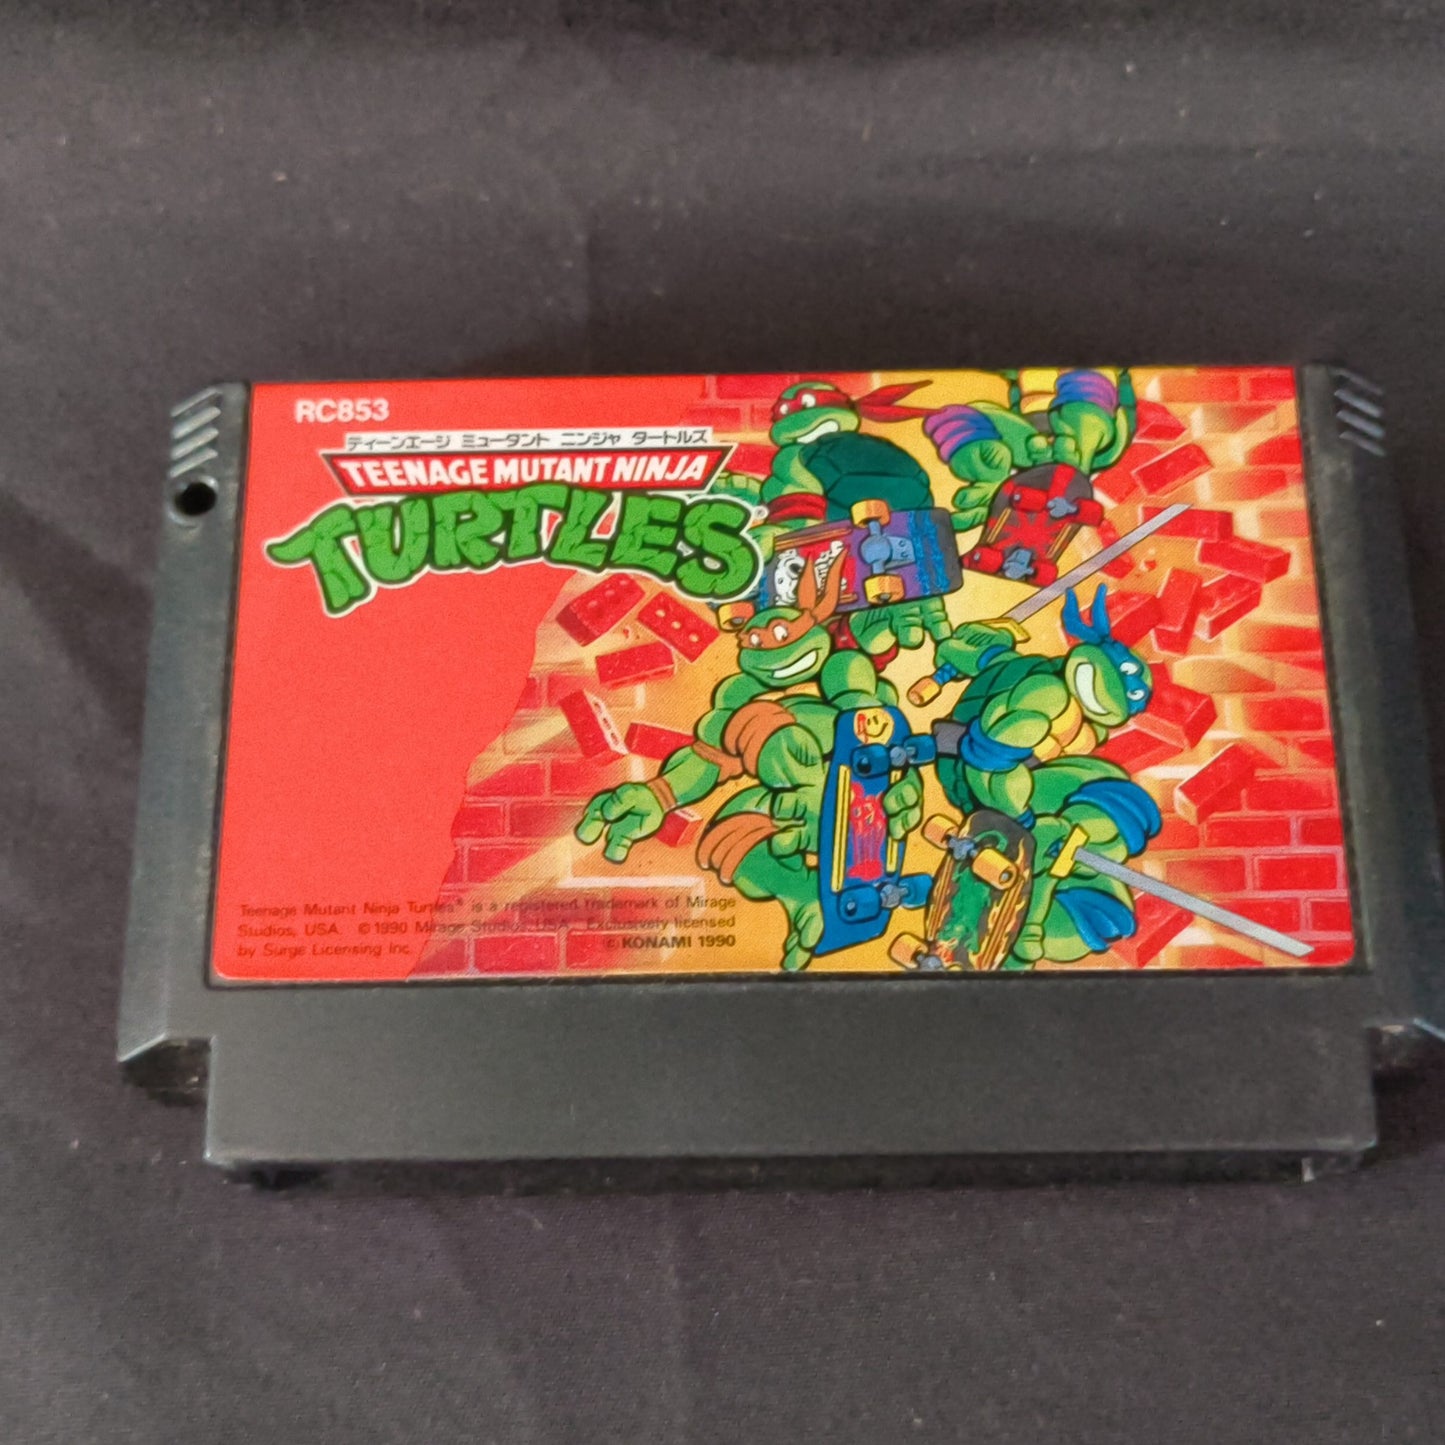 RC853
ティーンエージ ミュータント ニンジャ タートルズ
TEENAGE MUTANT NINJA
TURTLES®
Teenage Mutant Ninja Turtles® is a registered trademark of Mirage
Studios, USA. © 1990 Mirage Studios, USA. Exclusively licensed
by Surge Licensing Inc.
© KONAMI 1990